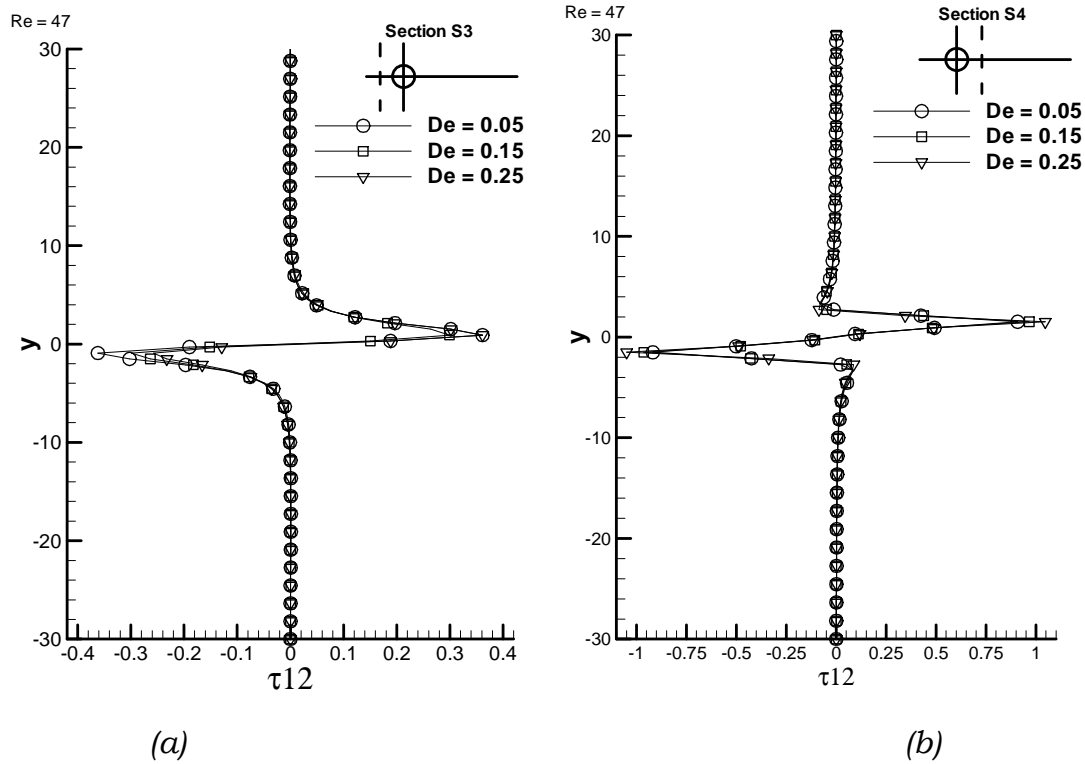 Re = 47
Section S3
De = 0.05
De = 0.15
De = 0.25
30
20
10
0
-10
-20
-30
y
-0.4 -0.3 -0.2 -0.1 0 0.1 0.2 0.3 0.4
τ12
(a)
Re = 47
Section S4
De = 0.05
De = 0.15
De = 0.25
30
20
10
0
-10
-20
-30
y
-1 -0.75 -0.5 -0.25 0 0.25 0.5 0.75 1
τ12
(b)